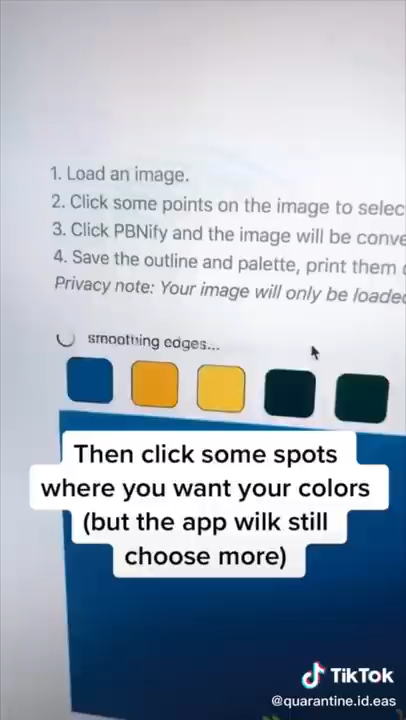 1. Load an image.
2. Click some points on the image to selec
3. Click PBNify and the image will be conve
4. Save the outline and palette, print them
Privacy note: Your image will only be loaded
smoothing edges...
Then click some spots
where you want your colors
(but the app wilk still
choose more)
TikTok
@quarantine.id.eas